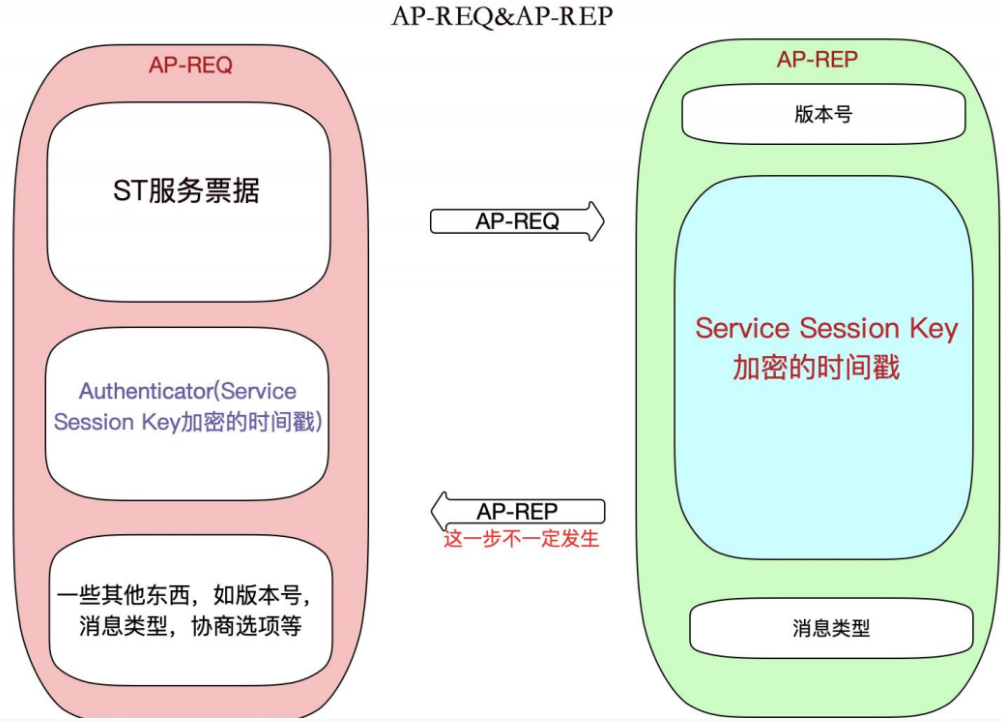 AP-REQ&AP-REP
AP-REQ
ST服务票据
Authenticator(Service
Session Key加密的时间戳)
一些其他东西，如版本号，
消息类型，协商选项等
AP-REQ
AP-REP
这一步不一定发生
AP-REP
版本号
Service Session Key
加密的时间戳
消息类型